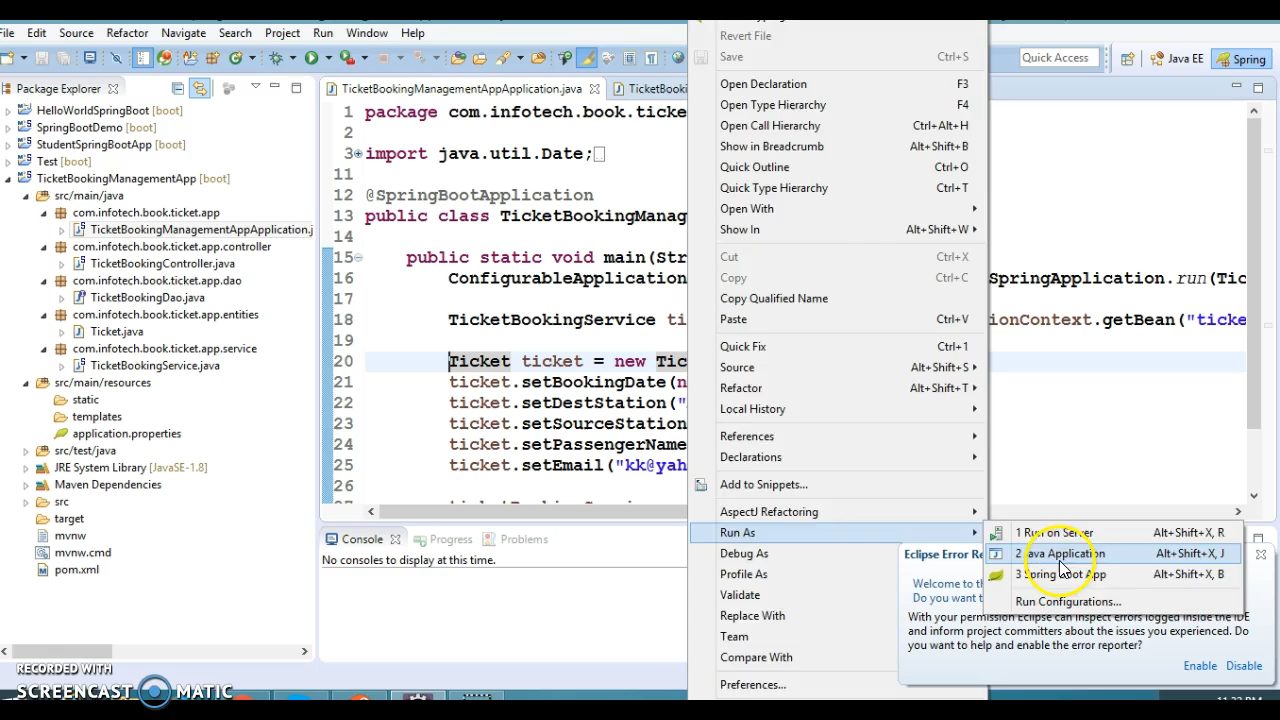 File Edit Source Refactor Navigate Search Project Run Window Help
Quick Access
Java EE
Spring
Package Explorer
HelloWorldSpringBoot [boot]
SpringBootDemo [boot]
StudentSpringBootApp [boot]
Test [boot]
TicketBookingManagementApp [boot]
src/main/java
com.infotech.book.ticket.app
TicketBookingManagementAppApplication.j
com.infotech.book.ticket.app.controller
TicketBookingController.java
com.infotech.book.ticket.app.dao
TicketBookingDao.java
com.infotech.book.ticket.app.entities
Ticket.java
com.infotech.book.ticket.app.service
TicketBookingService.java
src/main/resources
static
templates
application.properties
src/test/java
JRE System Library [JavaSE-1.8]
Maven Dependencies
src
target
mvnw
mvnw.cmd
pom.xml
TicketBookingManagementAppApplication.java
TicketBooki
1 package com.infotech.book.ticke
2
3 import java.util.Date;
11
12 @SpringBootApplication
13 public class TicketBookingManag
14
15 public static void main(Str
16 ConfigurableApplication SpringApplication.run(Tic
17
18 TicketBookingService ti ionContext.getBean("ticke
19
20 Ticket ticket = new Tic
21 ticket.setBookingDate(n
22 ticket.setDestStation("
23 ticket.setSourceStation
24 ticket.setPassengerName
25 ticket.setEmail("kk@yah
26
Console
Progress
Problems
No consoles to display at this time.
Revert File
Save Ctrl+S
Open Declaration F3
Open Type Hierarchy F4
Open Call Hierarchy Ctrl+Alt+H
Show in Breadcrumb Alt+Shift+B
Quick Outline Ctrl+O
Quick Type Hierarchy Ctrl+T
Open With
Show In Alt+Shift+W
Cut Ctrl+X
Copy Ctrl+C
Copy Qualified Name
Paste Ctrl+V
Quick Fix Ctrl+1
Source Alt+Shift+S
Refactor Alt+Shift+T
Local History
References
Declarations
Add to Snippets...
AspectJ Refactoring
Run As
Debug As
Profile As
Validate
Replace With
Team
Compare With
Preferences...
1 Run on Server Alt+Shift+X, R
2 Java Application Alt+Shift+X, J
3 Spring Boot App Alt+Shift+X, B
Run Configurations...
Eclipse Error Re
Welcome to th
Do you want t
With your permission Eclipse can inspect errors logged inside the IDE
and inform project committers about the issues you experienced. Do
you want to help and enable the error reporter?
Enable Disable
RECORDED WITH
SCREENCAST MATIC